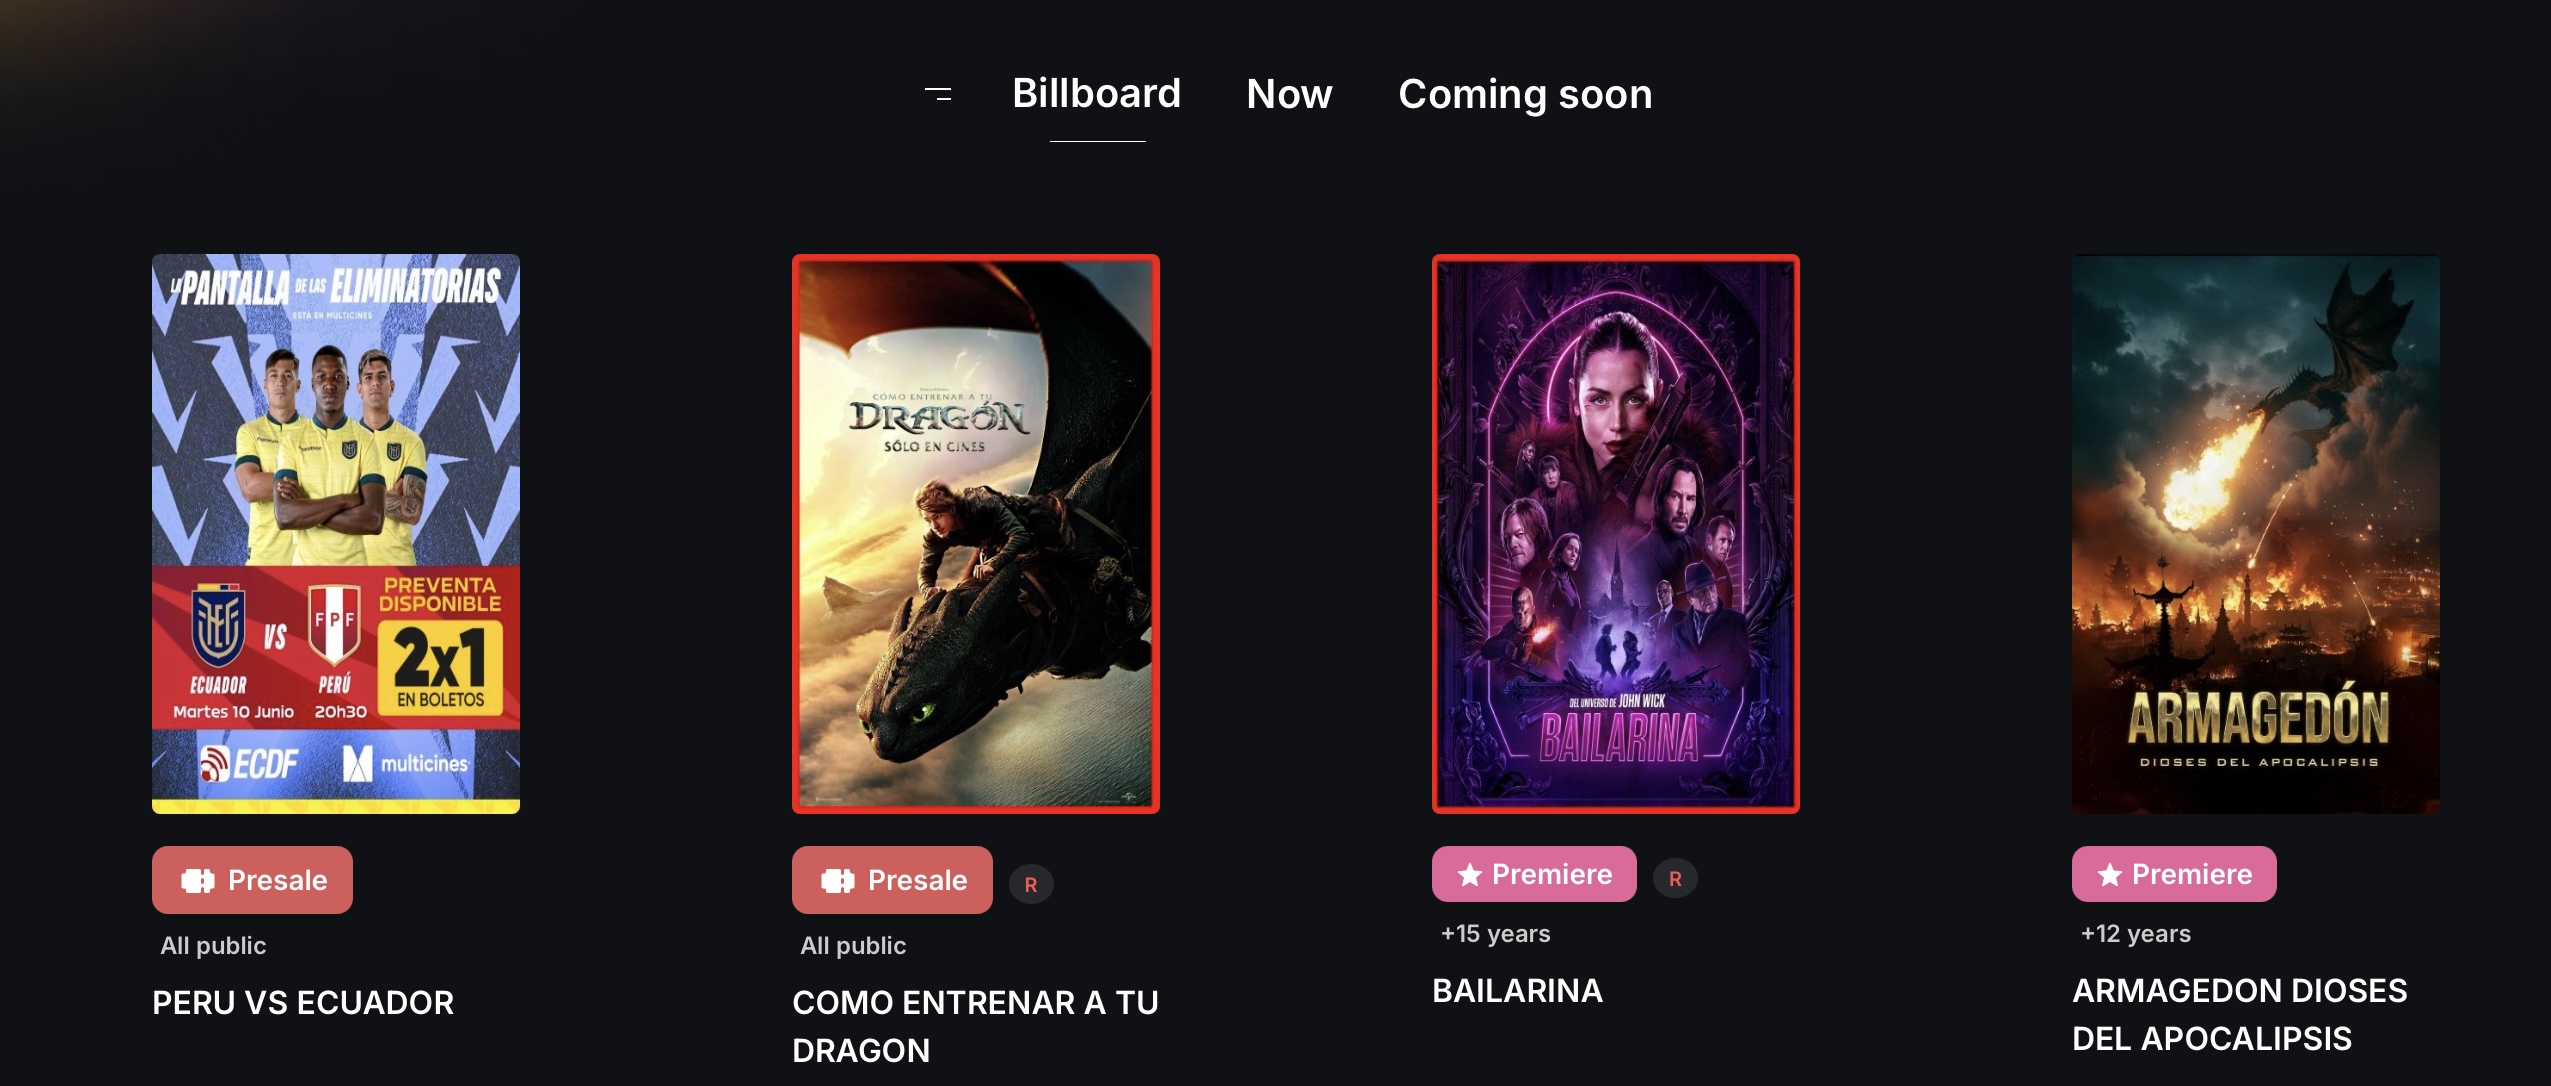 Billboard
Now
Coming soon
LA PANTALLA DE LAS ELIMINATORIAS
ESTÁ EN MULTICINES
PREVENTA
DISPONIBLE
FPF
VS
2x1
EN BOLETOS
ECUADOR
PERÚ
Martes 10 Junio 20h30
ECDF
multicines
Presale
All public
PERU VS ECUADOR
CÓMO ENTRENAR A TU
DRAGÓN
SÓLO EN CINES
Presale
R
All public
COMO ENTRENAR A TU
DRAGON
DEL UNIVERSO DE JOHN WICK
BAILARINA
Premiere
R
+15 years
BAILARINA
ARMAGEDÓN
DIOSES DEL APOCALIPSIS
Premiere
+12 years
ARMAGEDON DIOSES
DEL APOCALIPSIS